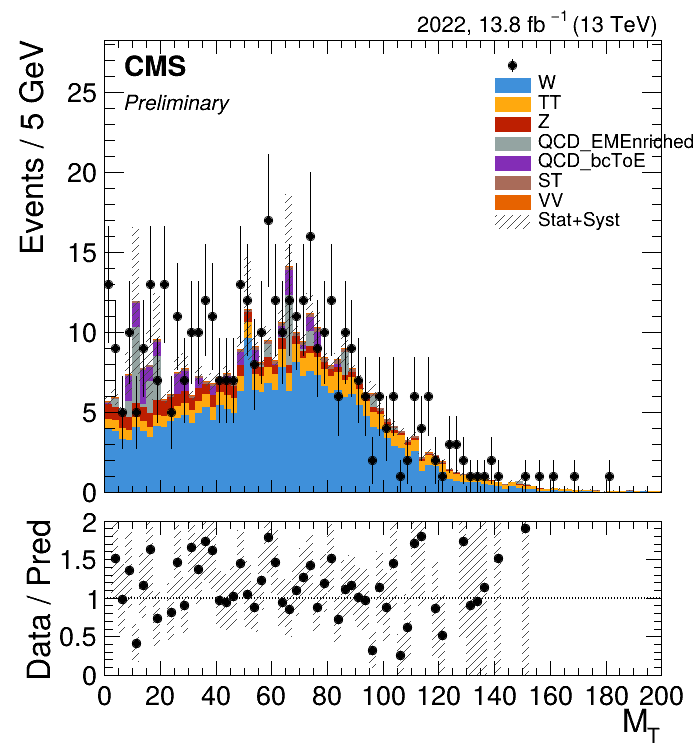 2022, 13.8 fb⁻¹ (13 TeV)
CMS
Preliminary
W
TT
Z
QCD_EMEnriched
QCD_bcToE
ST
VV
Stat+Syst
Events / 5 GeV
25
20
15
10
5
0
Data / Pred
2
1.5
1
0.5
0
0 20 40 60 80 100 120 140 160 180 200
M_T